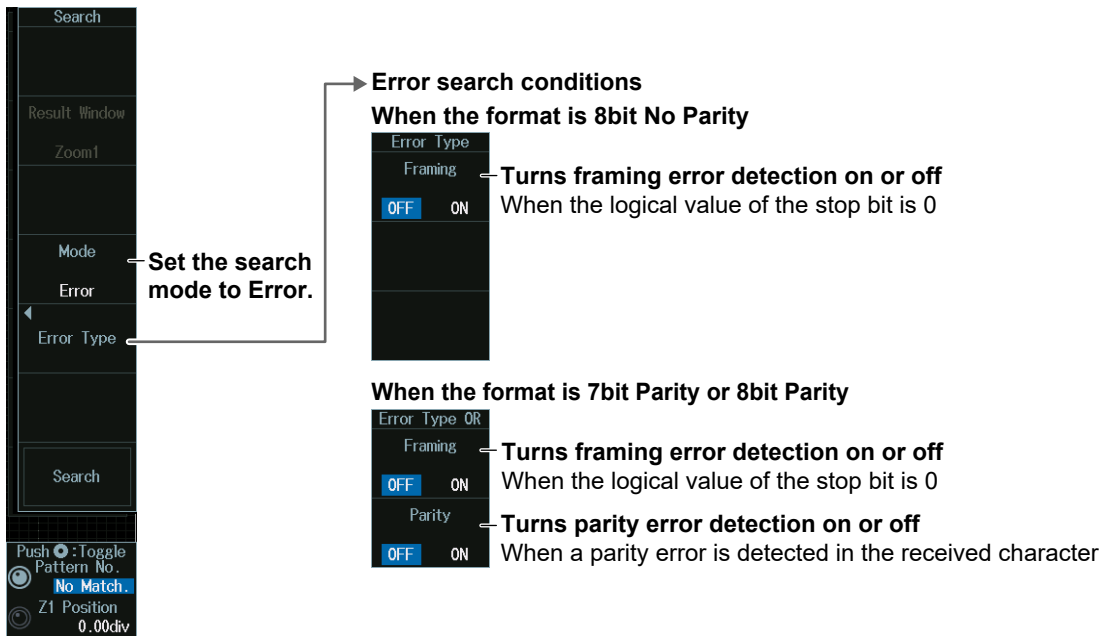 Search
Result Window
Zoom1
Mode
Error
Error Type
Search
Push :Toggle
Pattern No.
No Match.
Z1 Position
0.00div
Set the search
mode to Error.
Error search conditions
When the format is 8bit No Parity
Error Type
Framing
OFF ON
Turns framing error detection on or off
When the logical value of the stop bit is 0
When the format is 7bit Parity or 8bit Parity
Error Type OR
Framing
OFF ON
Turns framing error detection on or off
When the logical value of the stop bit is 0
Parity
OFF ON
Turns parity error detection on or off
When a parity error is detected in the received character